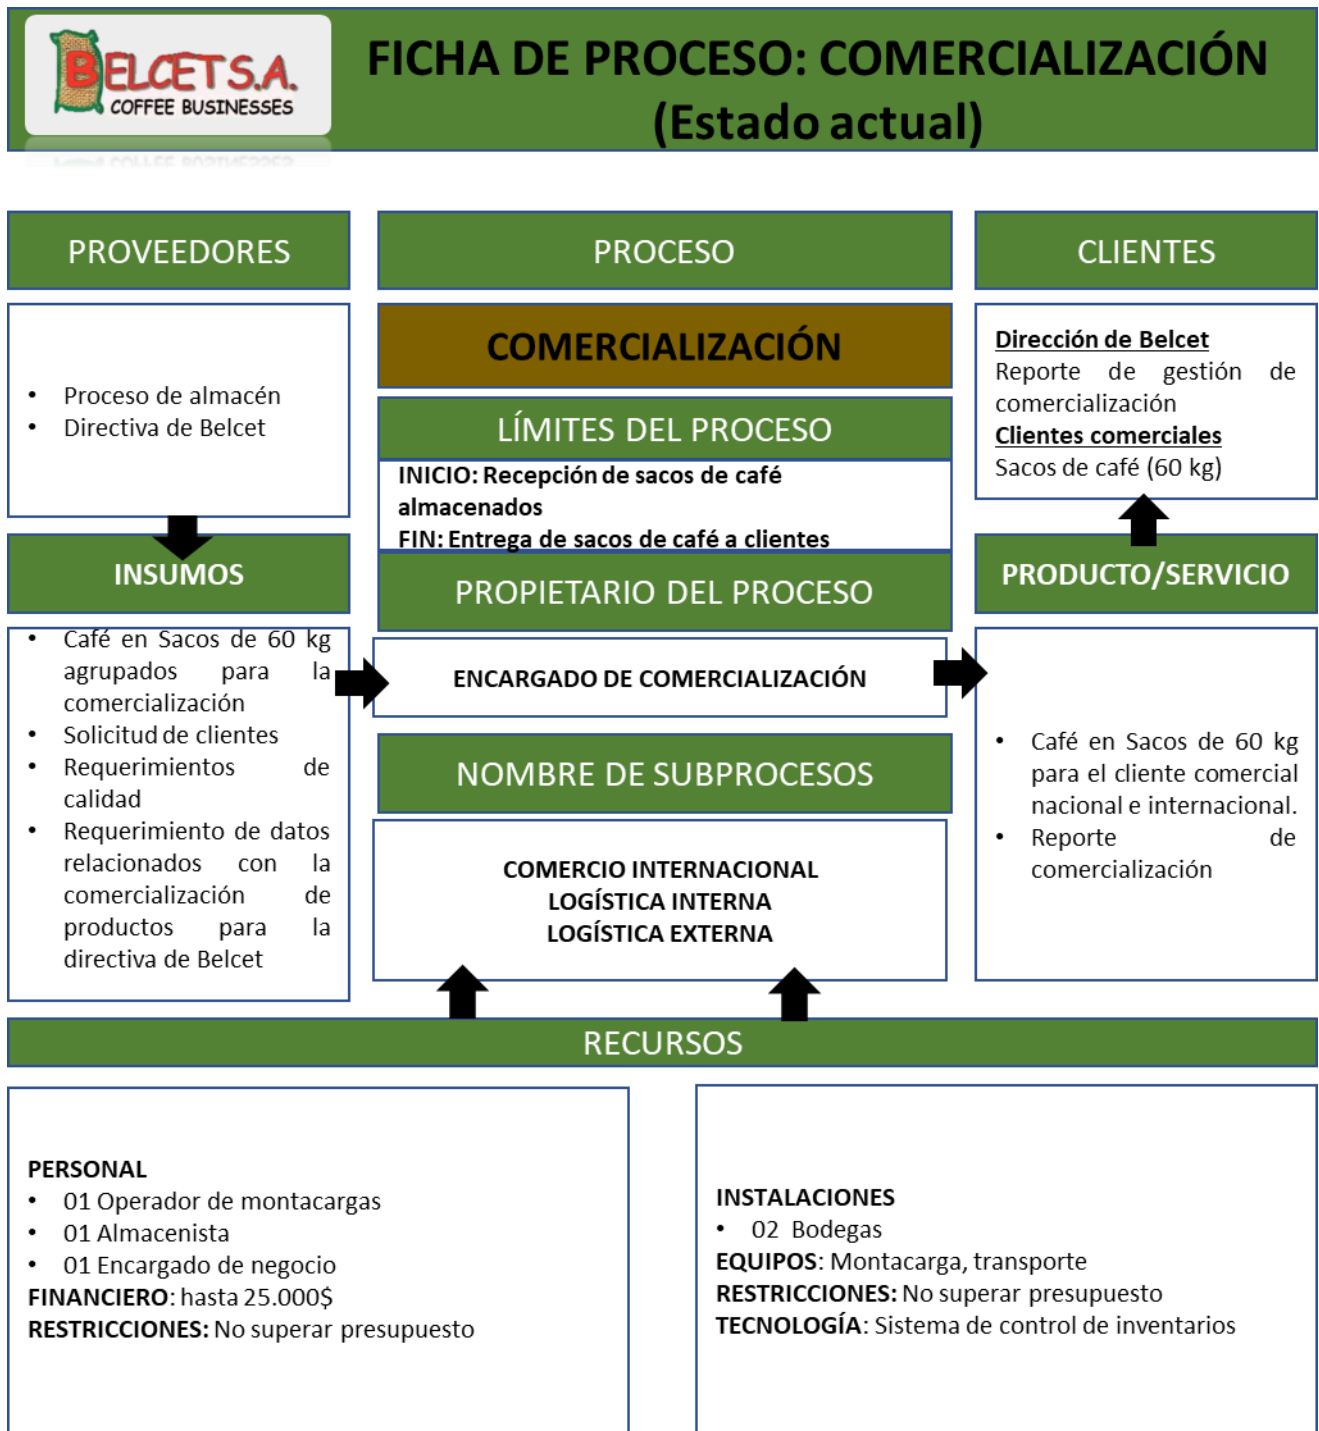 BELCET S.A.
COFFEE BUSINESSES
FICHA DE PROCESO: COMERCIALIZACIÓN
(Estado actual)
PROVEEDORES
• Proceso de almacén
• Directiva de Belcet
INSUMOS
• Café en Sacos de 60 kg
agrupados para la
comercialización
• Solicitud de clientes
• Requerimientos de
calidad
• Requerimiento de datos
relacionados con la
comercialización de
productos para la
directiva de Belcet
PROCESO
COMERCIALIZACIÓN
LÍMITES DEL PROCESO
INICIO: Recepción de sacos de café
almacenados
FIN: Entrega de sacos de café a clientes
PROPIETARIO DEL PROCESO
ENCARGADO DE COMERCIALIZACIÓN
NOMBRE DE SUBPROCESOS
COMERCIO INTERNACIONAL
LOGÍSTICA INTERNA
LOGÍSTICA EXTERNA
CLIENTES
Dirección de Belcet
Reporte de gestión de
comercialización
Clientes comerciales
Sacos de café (60 kg)
PRODUCTO/SERVICIO
• Café en Sacos de 60 kg
para el cliente comercial
nacional e internacional.
• Reporte de
comercialización
RECURSOS
PERSONAL
• 01 Operador de montacargas
• 01 Almacenista
• 01 Encargado de negocio
FINANCIERO: hasta 25.000$
RESTRICCIONES: No superar presupuesto
INSTALACIONES
• 02 Bodegas
EQUIPOS: Montacarga, transporte
RESTRICCIONES: No superar presupuesto
TECNOLOGÍA: Sistema de control de inventarios